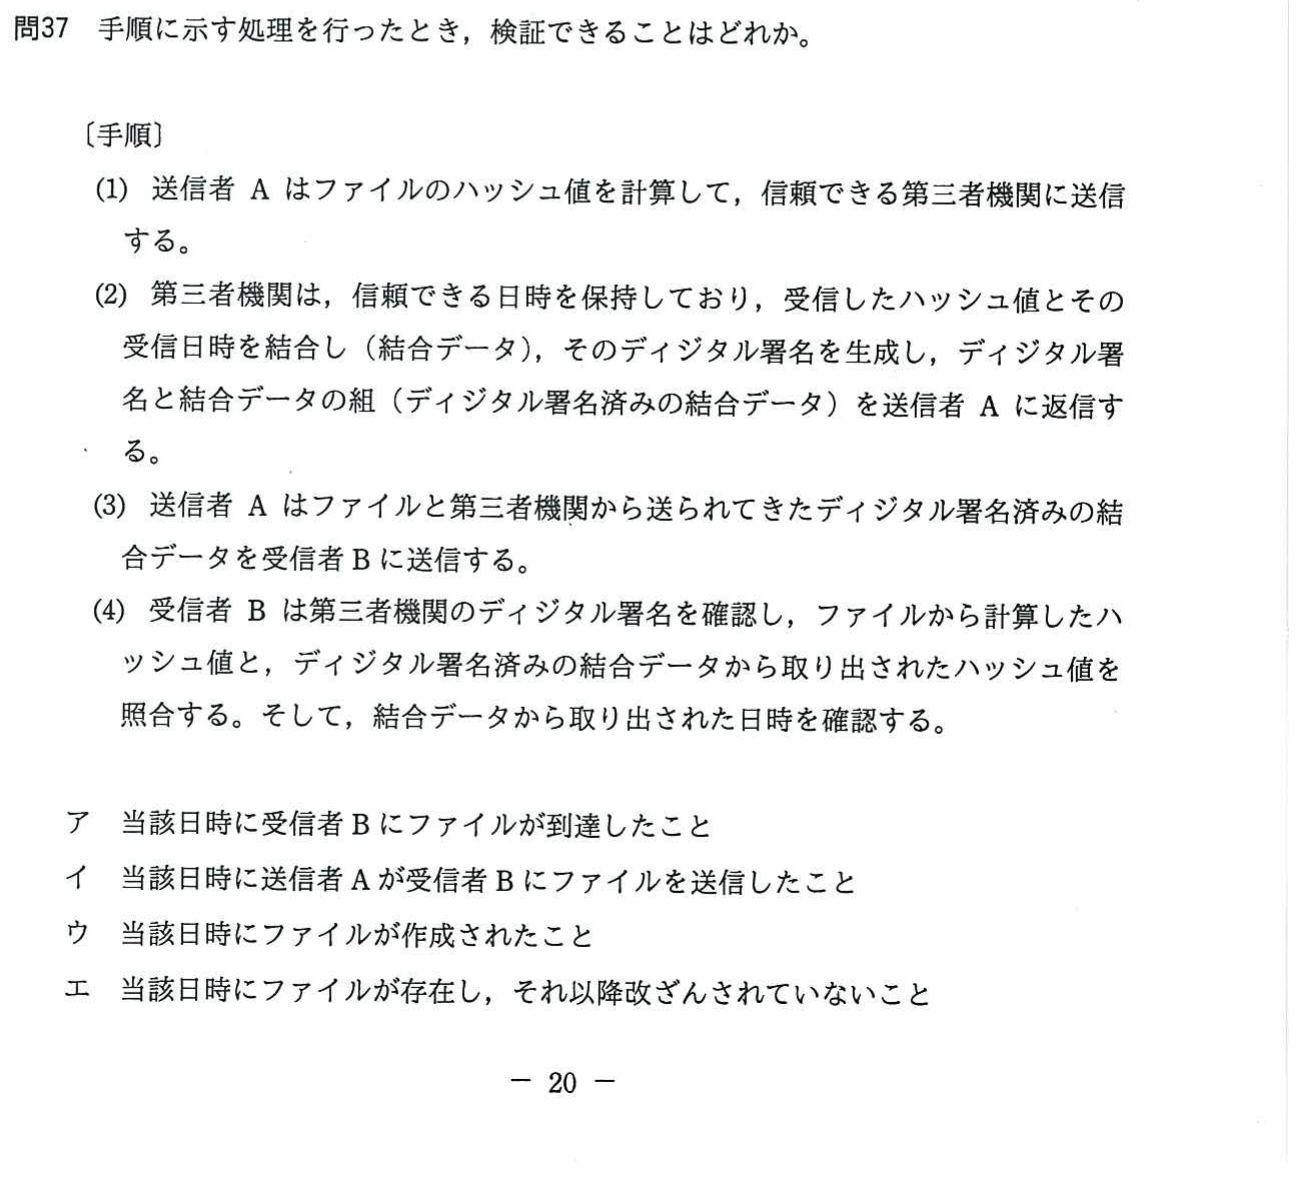 問37 手順に示す処理を行ったとき，検証できることはどれか。
〔手順〕
(1) 送信者 A はファイルのハッシュ値を計算して，信頼できる第三者機関に送信
する。
(2) 第三者機関は，信頼できる日時を保持しており，受信したハッシュ値とその
受信日時を結合し（結合データ），そのディジタル署名を生成し，ディジタル署
名と結合データの組（ディジタル署名済みの結合データ）を送信者 A に返信す
る。
(3) 送信者 A はファイルと第三者機関から送られてきたディジタル署名済みの結
合データを受信者 B に送信する。
(4) 受信者 B は第三者機関のディジタル署名を確認し，ファイルから計算したハ
ッシュ値と，ディジタル署名済みの結合データから取り出されたハッシュ値を
照合する。そして，結合データから取り出された日時を確認する。
ア 当該日時に受信者 B にファイルが到達したこと
イ 当該日時に送信者 A が受信者 B にファイルを送信したこと
ウ 当該日時にファイルが作成されたこと
エ 当該日時にファイルが存在し，それ以降改ざんされていないこと
－ 20 －